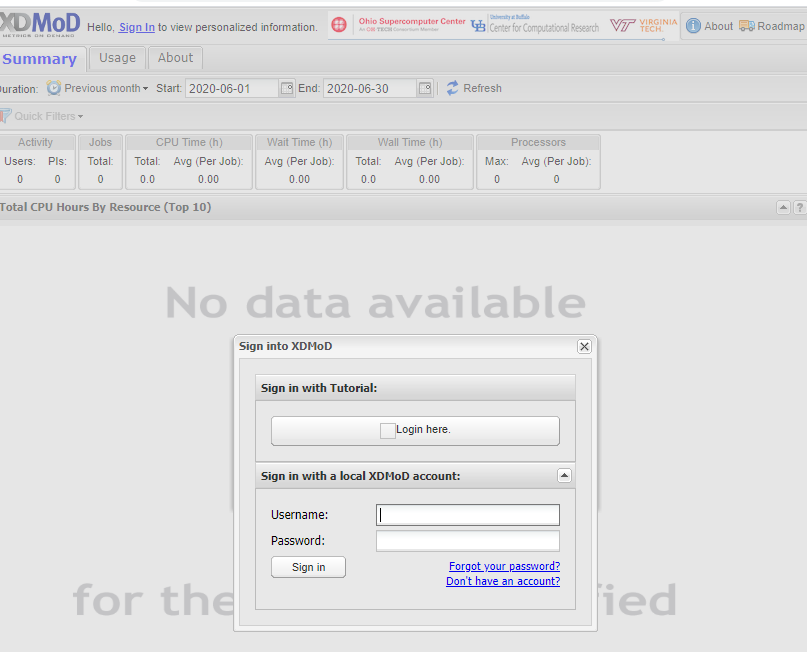 XDMoD
METRICS ON DEMAND
Hello, Sign In to view personalized information.
Ohio Supercomputer Center
An OH·TECH Consortium Member
University at Buffalo
Center for Computational Research
VT VIRGINIA TECH.
About
Roadmap
Summary
Usage
About
Duration: Previous month Start: 2020-06-01 End: 2020-06-30 Refresh
Quick Filters
Activity Jobs CPU Time (h) Wait Time (h) Wall Time (h) Processors
Users: PIs: Total: Total: Avg (Per Job): Avg (Per Job): Total: Avg (Per Job): Max: Avg (Per Job):
0 0 0 0.0 0.00 0.00 0.0 0.00 0 0
Total CPU Hours By Resource (Top 10)
?
No data available
Sign into XDMoD
Sign in with Tutorial:
Login here.
Sign in with a local XDMoD account:
Username:
Password:
Sign in
Forgot your password?
Don't have an account?
for the
fied